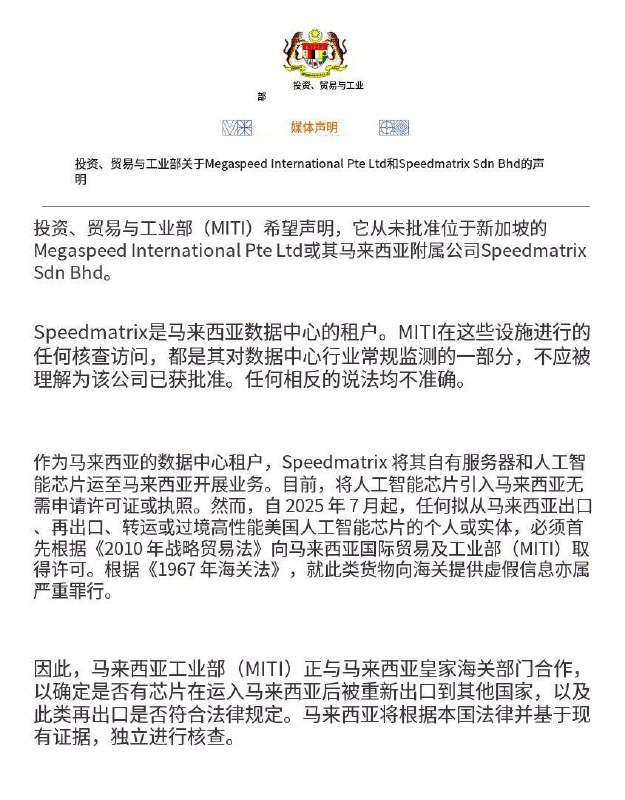 投资、贸易与工业
部
媒体声明
投资、贸易与工业部关于Megaspeed International Pte Ltd和Speedmatrix Sdn Bhd的声
明
投资、贸易与工业部（MITI）希望声明，它从未批准位于新加坡的
Megaspeed International Pte Ltd或其马来西亚附属公司Speedmatrix
Sdn Bhd。
Speedmatrix是马来西亚数据中心的租户。MITI在这些设施进行的
任何核查访问，都是其对数据中心行业常规监测的一部分，不应被
理解为该公司已获批准。任何相反的说法均不准确。
作为马来西亚的数据中心租户，Speedmatrix 将其自有服务器和人工智
能芯片运至马来西亚开展业务。目前，将人工智能芯片引入马来西亚无
需申请许可证或执照。然而，自 2025 年 7 月起，任何拟从马来西亚出口
、再出口、转运或过境高性能美国人工智能芯片的个人或实体，必须首
先根据《2010 年战略贸易法》向马来西亚国际贸易及工业部（MITI）取
得许可。根据《1967 年海关法》，就此类货物向海关提供虚假信息亦属
严重罪行。
因此，马来西亚工业部（MITI）正与马来西亚皇家海关部门合作，
以确定是否有芯片在运入马来西亚后被重新出口到其他国家，以及
此类再出口是否符合法律规定。马来西亚将根据本国法律并基于现
有证据，独立进行核查。